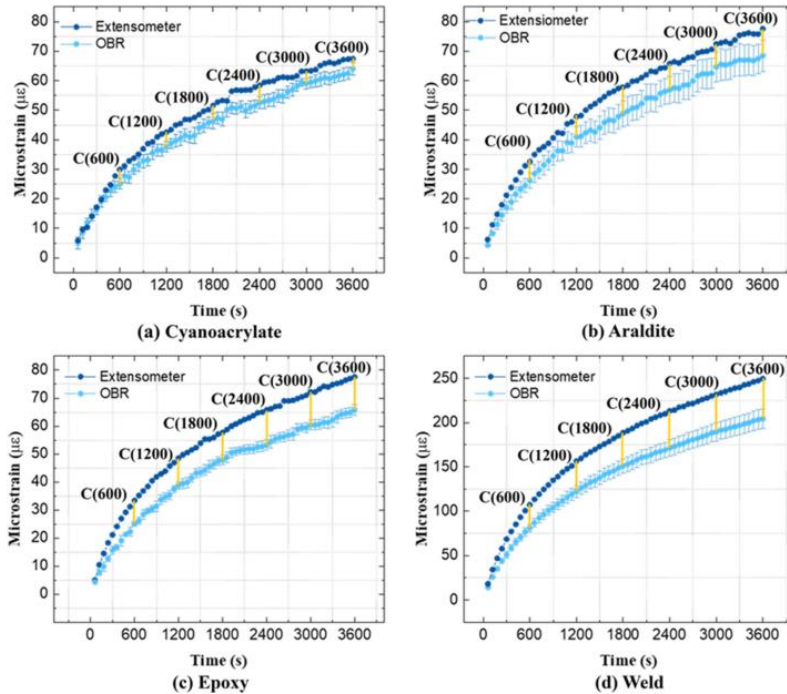 Extensometer
OBR
C(600)
C(1200)
C(1800)
C(2400)
C(3000)
C(3600)
80
70
60
50
40
30
20
10
0
Microstrain (µε)
0 600 1200 1800 2400 3000 3600
Time (s)
(a) Cyanoacrylate
Extensiometer
OBR
C(600)
C(1200)
C(1800)
C(2400)
C(3000)
C(3600)
80
70
60
50
40
30
20
10
0
Microstrain (µε)
0 600 1200 1800 2400 3000 3600
Time (s)
(b) Araldite
Extensometer
OBR
C(600)
C(1200)
C(1800)
C(2400)
C(3000)
C(3600)
80
70
60
50
40
30
20
10
0
Microstrain (µε)
0 600 1200 1800 2400 3000 3600
Time (s)
(c) Epoxy
Extensometer
OBR
C(600)
C(1200)
C(1800)
C(2400)
C(3000)
C(3600)
250
200
150
100
50
0
Microstrain (µε)
0 600 1200 1800 2400 3000 3600
Time (s)
(d) Weld